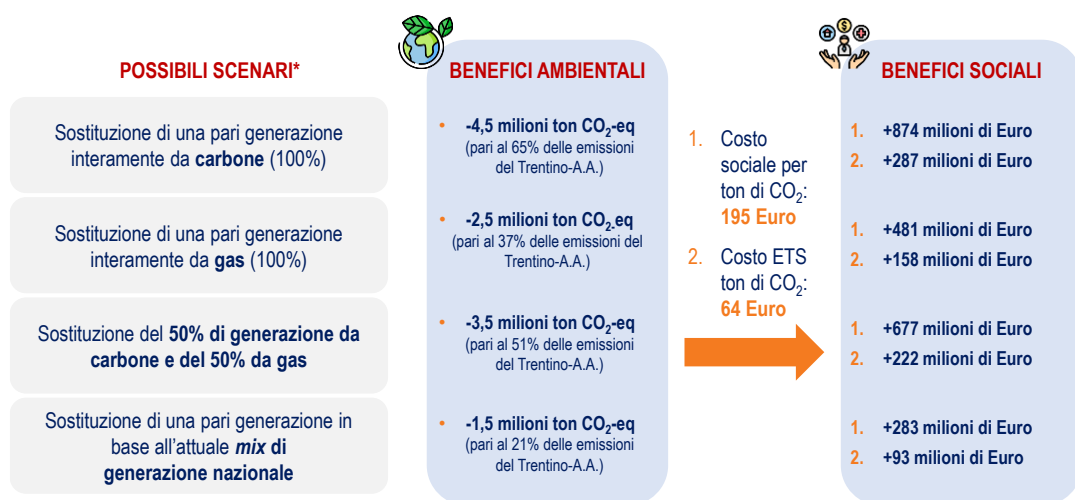 POSSIBILI SCENARI*
BENEFICI AMBIENTALI
BENEFICI SOCIALI
Sostituzione di una pari generazione
interamente da carbone (100%)
• -4,5 milioni ton CO₂-eq
(pari al 65% delle emissioni
del Trentino-A.A.)
1. +874 milioni di Euro
2. +287 milioni di Euro
Sostituzione di una pari generazione
interamente da gas (100%)
• -2,5 milioni ton CO₂-eq
(pari al 37% delle emissioni del
Trentino-A.A.)
1. +481 milioni di Euro
2. +158 milioni di Euro
Sostituzione del 50% di generazione da
carbone e del 50% da gas
• -3,5 milioni ton CO₂-eq
(pari al 51% delle emissioni
del Trentino-A.A.)
1. +677 milioni di Euro
2. +222 milioni di Euro
Sostituzione di una pari generazione in
base all'attuale mix di
generazione nazionale
• -1,5 milioni ton CO₂-eq
(pari al 21% delle emissioni
del Trentino-A.A.)
1. +283 milioni di Euro
2. +93 milioni di Euro
1. Costo
sociale per
ton di CO₂:
195 Euro
2. Costo ETS
ton di CO₂:
64 Euro